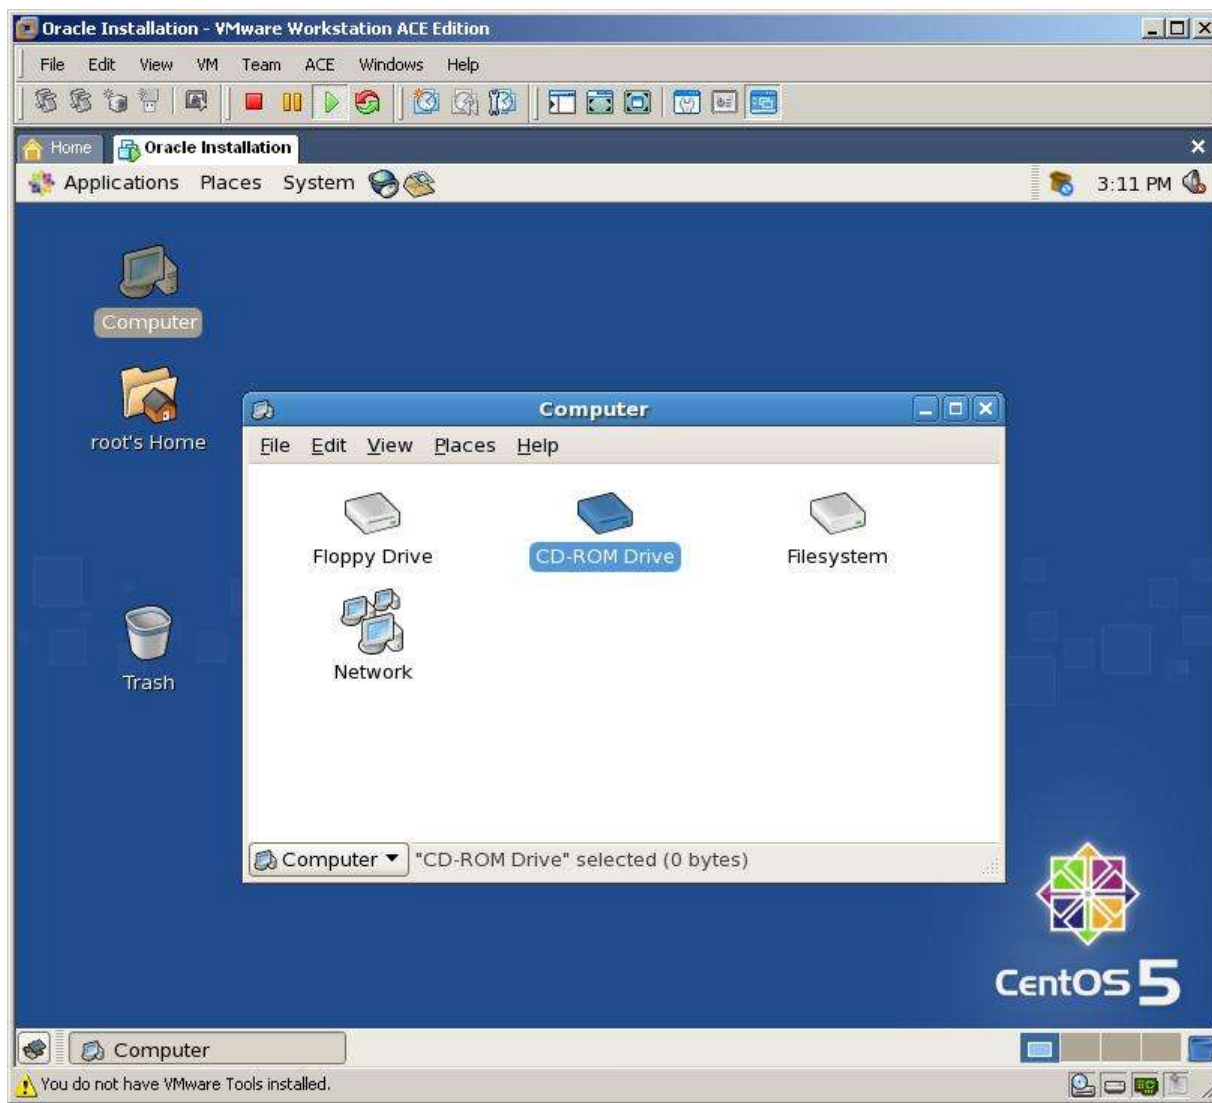 Oracle Installation - VMware Workstation ACE Edition
File Edit View VM Team ACE Windows Help
Home Oracle Installation
Applications Places System 3:11 PM
Computer
root's Home
Computer
File Edit View Places Help
Floppy Drive CD-ROM Drive Filesystem
Network
Trash
Computer "CD-ROM Drive" selected (0 bytes)
CentOS 5
Computer
You do not have VMware Tools installed.